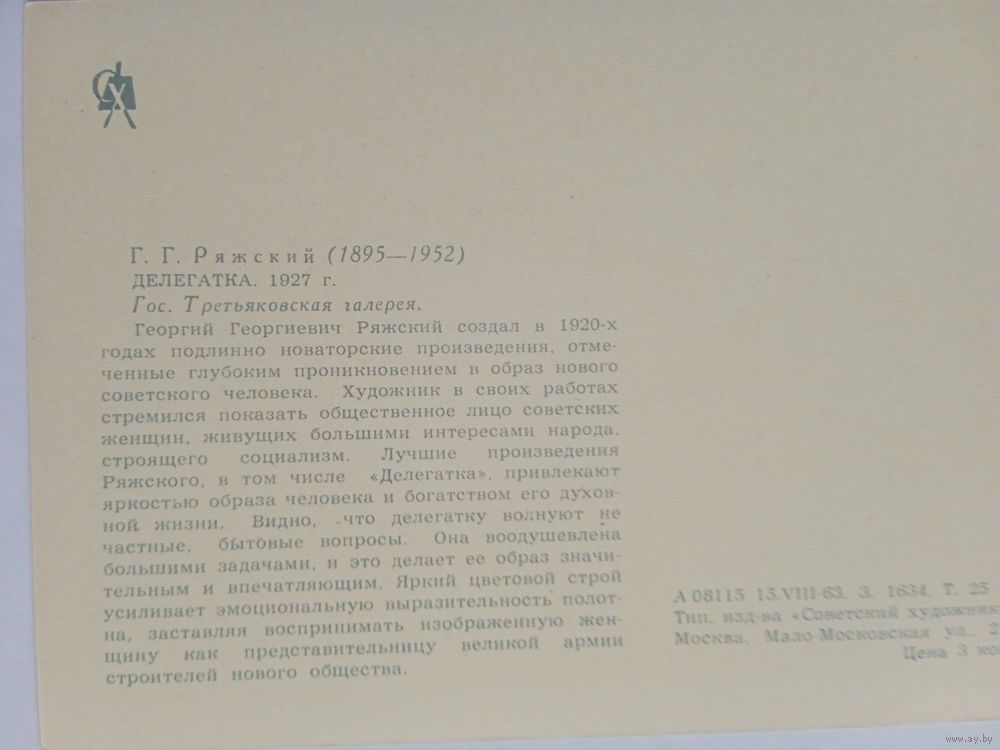 СХ
Г. Г. Ряжский (1895—1952)
ДЕЛЕГАТКА. 1927 г.
Гос. Третьяковская галерея.
Георгий Георгиевич Ряжский создал в 1920-х
годах подлинно новаторские произведения, отме-
ченные глубоким проникновением в образ нового
советского человека. Художник в своих работах
стремился показать общественное лицо советских
женщин, живущих большими интересами народа,
строящего социализм. Лучшие произведения
Ряжского, в том числе «Делегатка», привлекают
яркостью образа человека и богатством его духов-
ной жизни. Видно, что делегатку волнуют не
частные, бытовые вопросы. Она воодушевлена
большими задачами, и это делает ее образ значи-
тельным и впечатляющим. Яркий цветовой строй
усиливает эмоциональную выразительность полот-
на, заставляя воспринимать изображенную жен-
щину как представительницу великой армии
строителей нового общества.
А 08115 15.VIII-63. З. 1634. Т. 25
Тип. изд-ва «Советский художник
Москва, Мало-Московская ул., 2
Цена 3 ко
www.ay.by